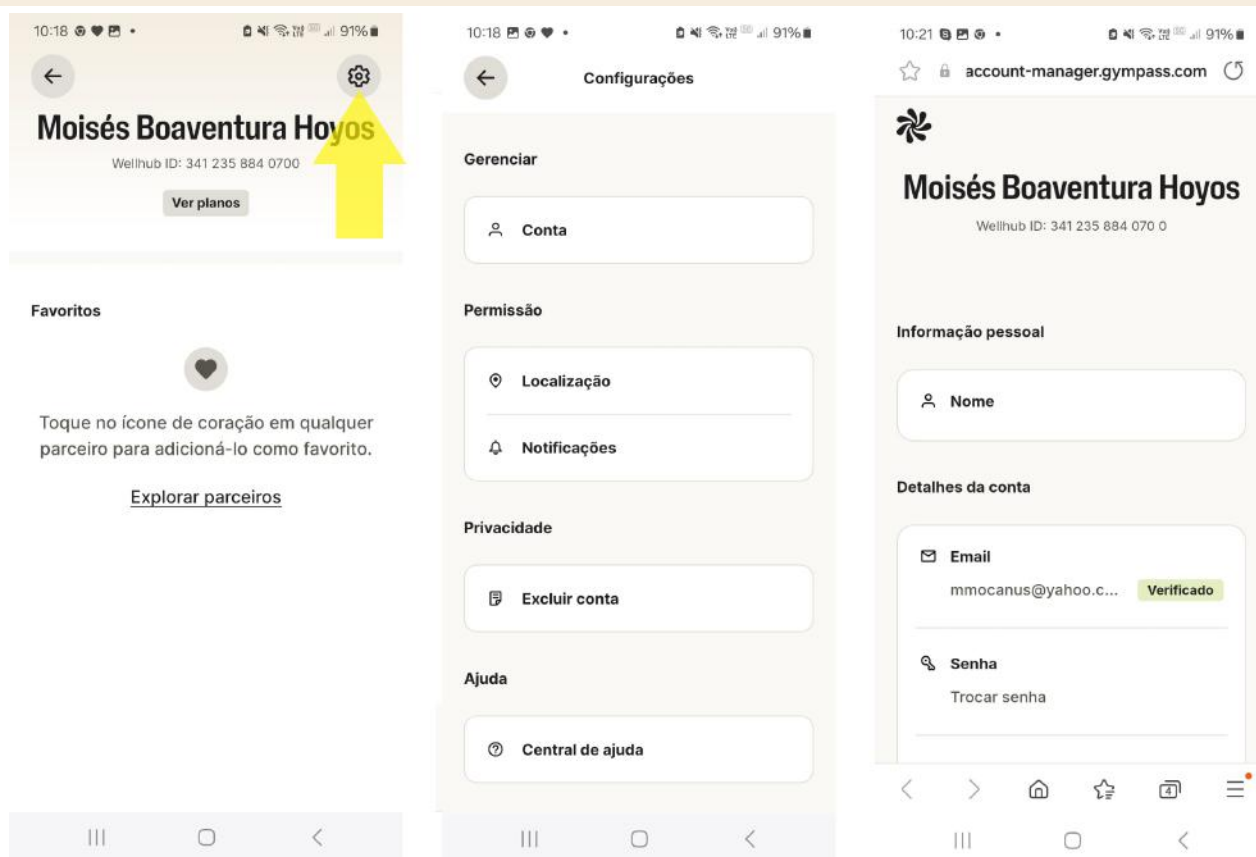 10:18
91%
Moisés Boaventura Hoyos
Wellhub ID: 341 235 884 0700
Ver planos
Favoritos
Toque no ícone de coração em qualquer
parceiro para adicioná-lo como favorito.
Explorar parceiros
10:18
91%
Configurações
Gerenciar
Conta
Permissão
Localização
Notificações
Privacidade
Excluir conta
Ajuda
Central de ajuda
10:21
91%
account-manager.gympass.com
Moisés Boaventura Hoyos
Wellhub ID: 341 235 884 070 0
Informação pessoal
Nome
Detalhes da conta
Email
mmocanus@yahoo.c... Verificado
Senha
Trocar senha
4